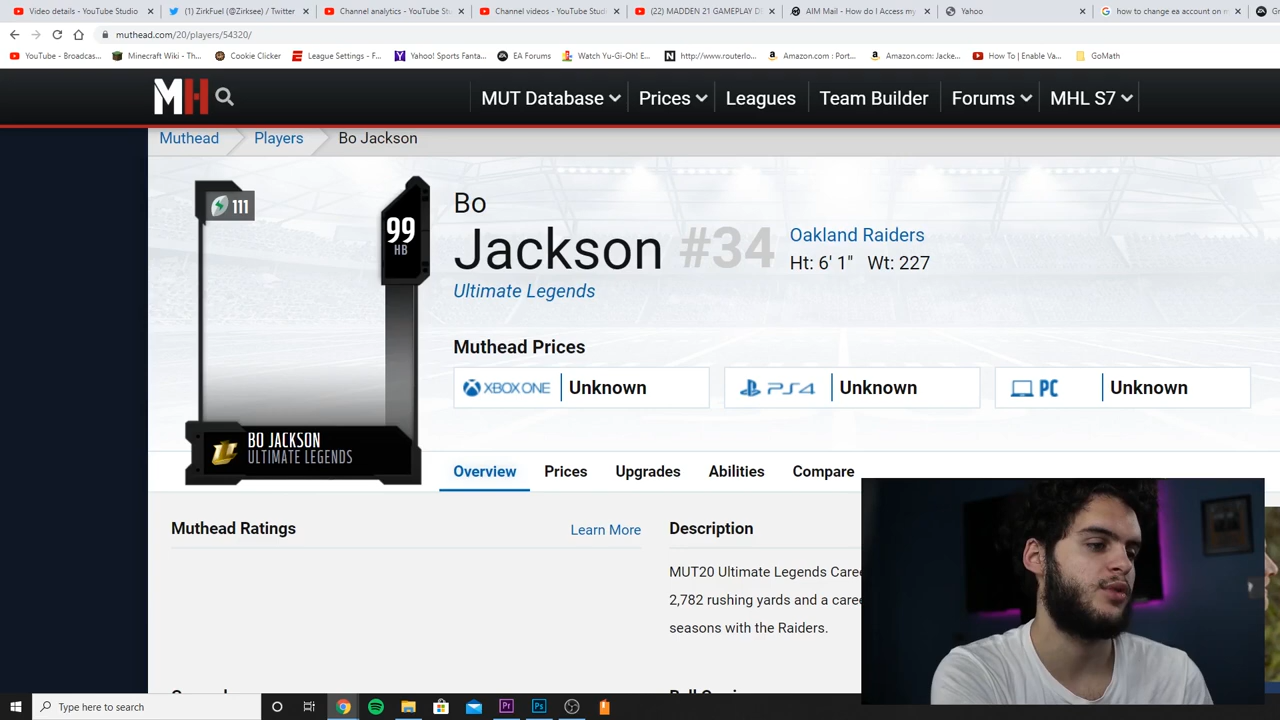 Video details - YouTube Studio
(1) ZirkFuel (@Zirksee) / Twitter
Channel analytics - YouTube Stu
Channel videos - YouTube Studi
(22) MADDEN 21 GAMEPLAY D
AIM Mail - How do I Access my
Yahoo
how to change ea account on m
muthead.com/20/players/54320/
YouTube - Broadcas...
Minecraft Wiki - Th...
Cookie Clicker
League Settings - F...
Yahoo! Sports Fanta...
EA Forums
Watch Yu-Gi-Oh! E...
http://www.routerlo...
Amazon.com : Port...
Amazon.com: Jacke...
How To | Enable Va...
GoMath
MH
MUT Database
Prices
Leagues
Team Builder
Forums
MHL S7
Muthead
Players
Bo Jackson
111
99
HB
BO JACKSON
ULTIMATE LEGENDS
Bo
Jackson #34
Oakland Raiders
Ht: 6' 1" Wt: 227
Ultimate Legends
Muthead Prices
XBOX ONE Unknown
PS4 Unknown
PC Unknown
Overview
Prices
Upgrades
Abilities
Compare
Muthead Ratings
Learn More
Description
MUT20 Ultimate Legends Caree
2,782 rushing yards and a caree
seasons with the Raiders.
Type here to search
Pr
Ps